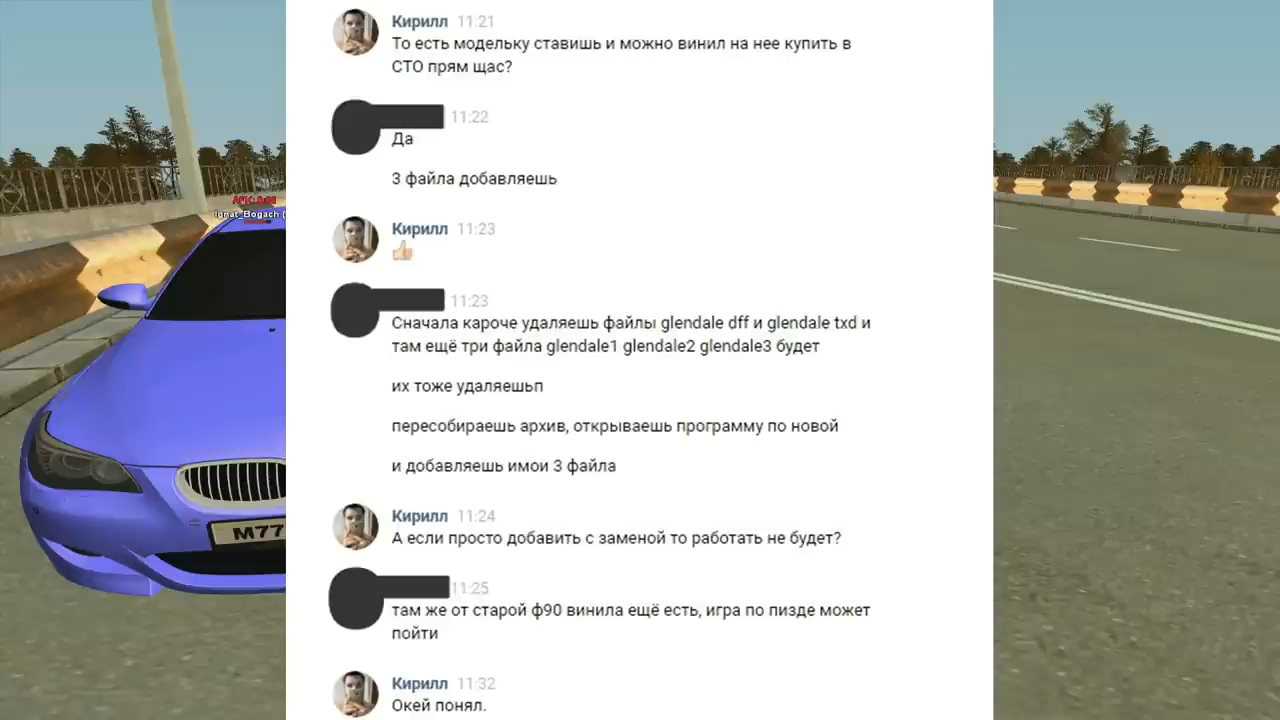 Кирилл 11:21
То есть модельку ставишь и можно винил на нее купить в
СТО прям щас?
11:22
Да
3 файла добавляешь
Кирилл 11:23
11:23
Сначала кароче удаляешь файлы glendale dff и glendale txd и
там ещё три файла glendale1 glendale2 glendale3 будет
их тоже удаляешьп
пересобираешь архив, открываешь программу по новой
и добавляешь имои 3 файла
Кирилл 11:24
А если просто добавить с заменой то работать не будет?
11:25
там же от старой ф90 винила ещё есть, игра по пизде может
пойти
Кирилл 11:32
Окей понял.
Ignat_Bogach (
М77